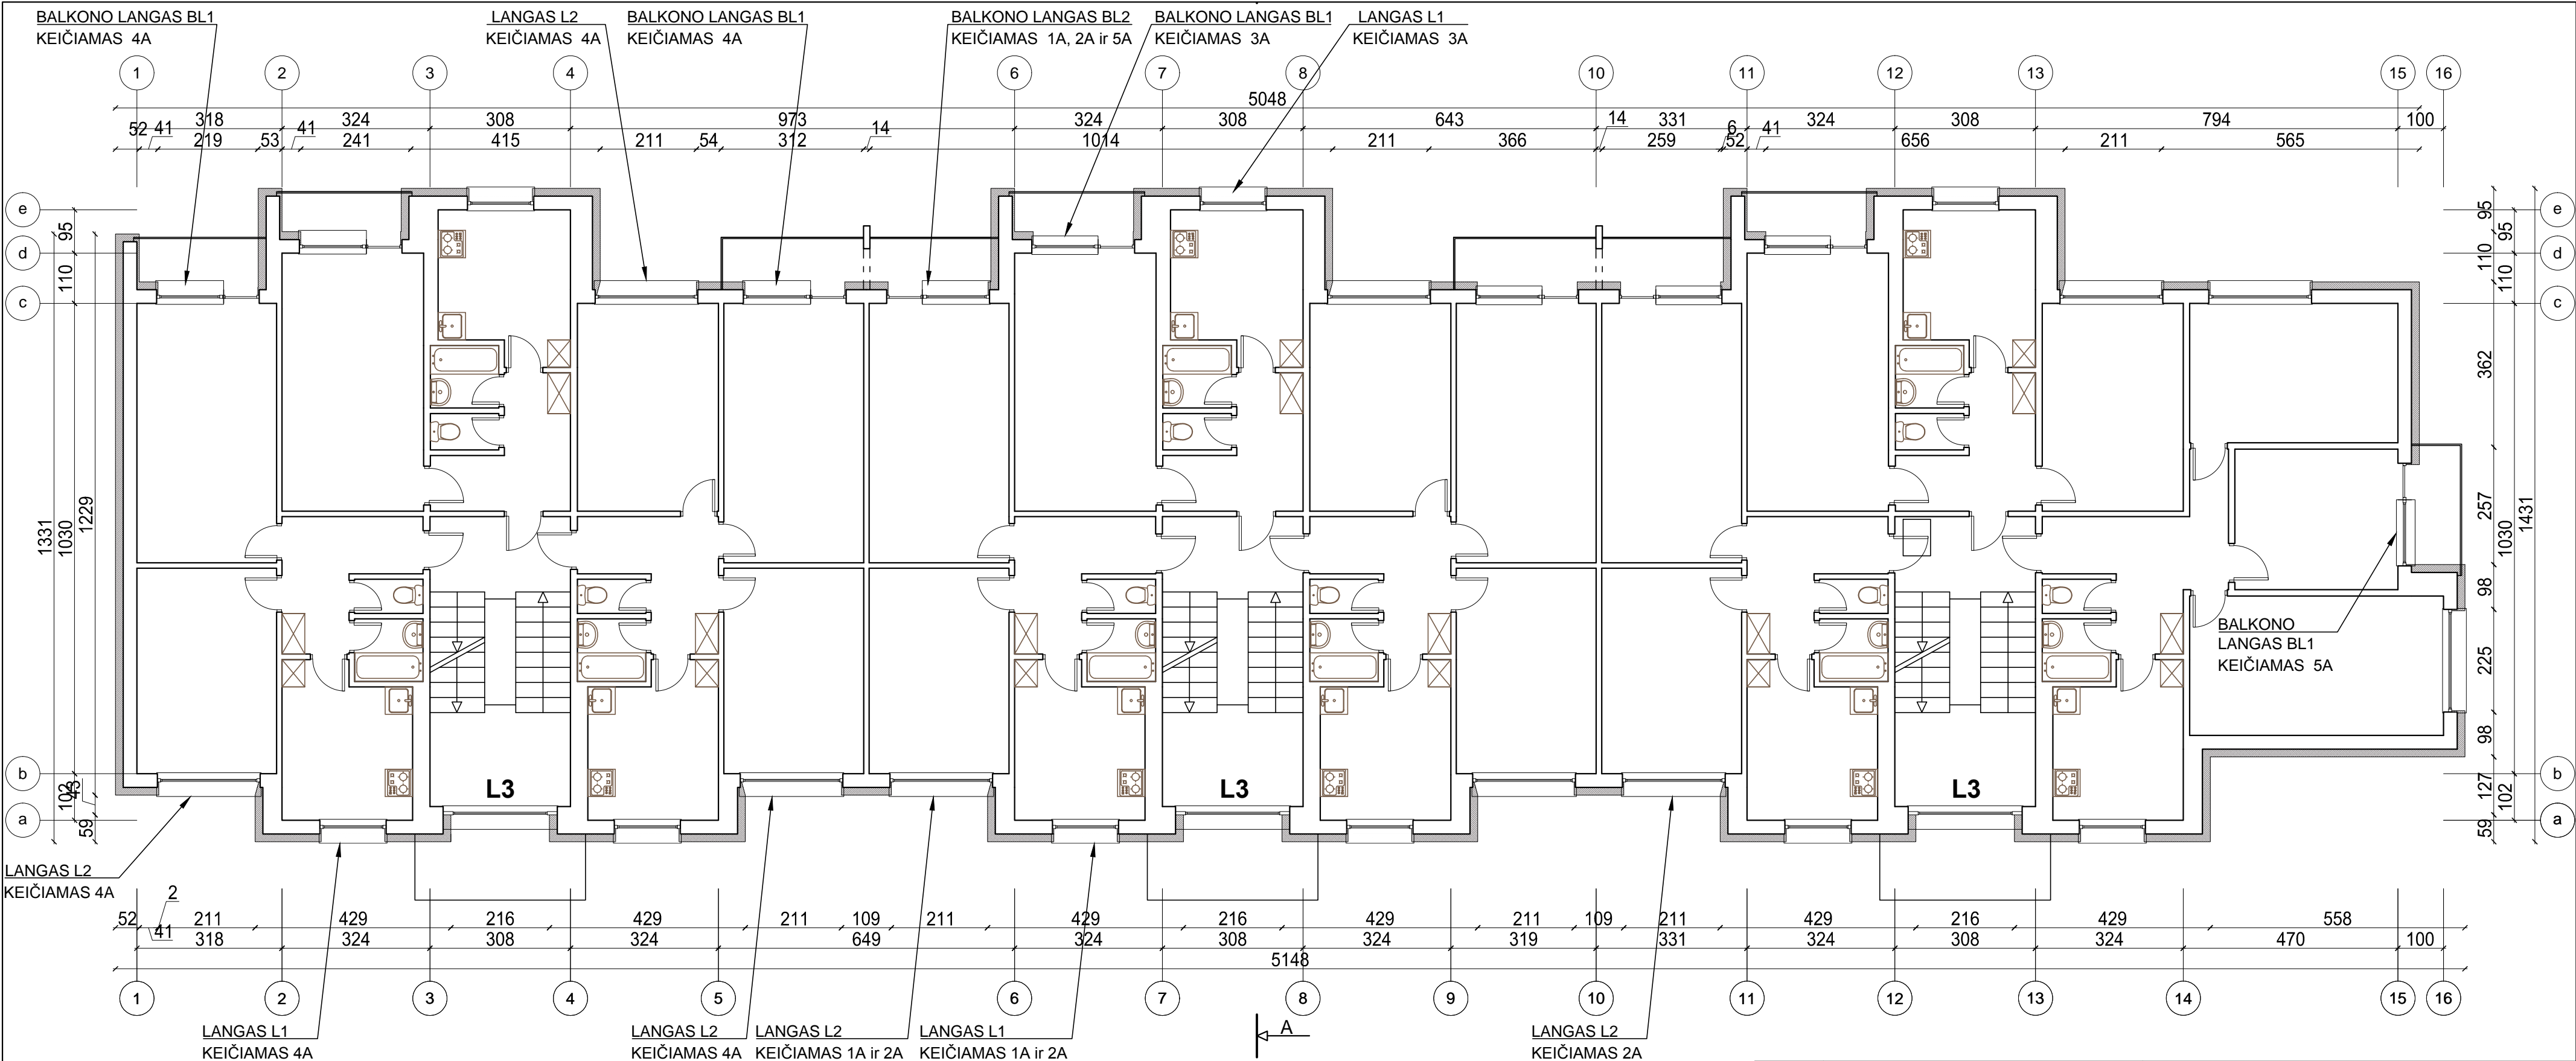 BALKONO LANGAS BL1
KEIČIAMAS 4A
LANGAS L2
KEIČIAMAS 4A
BALKONO LANGAS BL1
KEIČIAMAS 4A
BALKONO LANGAS BL2
KEIČIAMAS 1A, 2A ir 5A
BALKONO LANGAS BL1
KEIČIAMAS 3A
LANGAS L1
KEIČIAMAS 3A
1 2 3 4 6 7 8 10 11 12 13 15 16
5048
318 324 308 973 324 308 643 14 331 324 308 794 100
52 41 219 53 41 241 415 211 54 312 14 1014 211 366 259 6 52 41 656 211 565
e
d
c
b
a
95
110
1331
1030
1229
102
43
59
e
d
c
b
a
95
110
362
257
98
225
98
127
59
95
110
1030
102
1431
BALKONO
LANGAS BL1
KEIČIAMAS 5A
L3 L3 L3
LANGAS L2
KEIČIAMAS 4A
2
52 41 211 429 216 429 211 109 211 429 216 429 211 109 211 429 216 429 558
318 324 308 324 649 324 308 324 319 331 324 308 324 470 100
5148
1 2 3 4 5 6 7 8 9 10 11 12 13 14 15 16
LANGAS L1
KEIČIAMAS 4A
LANGAS L2
KEIČIAMAS 4A
LANGAS L2
KEIČIAMAS 1A ir 2A
LANGAS L1
KEIČIAMAS 1A ir 2A
A
LANGAS L2
KEIČIAMAS 2A